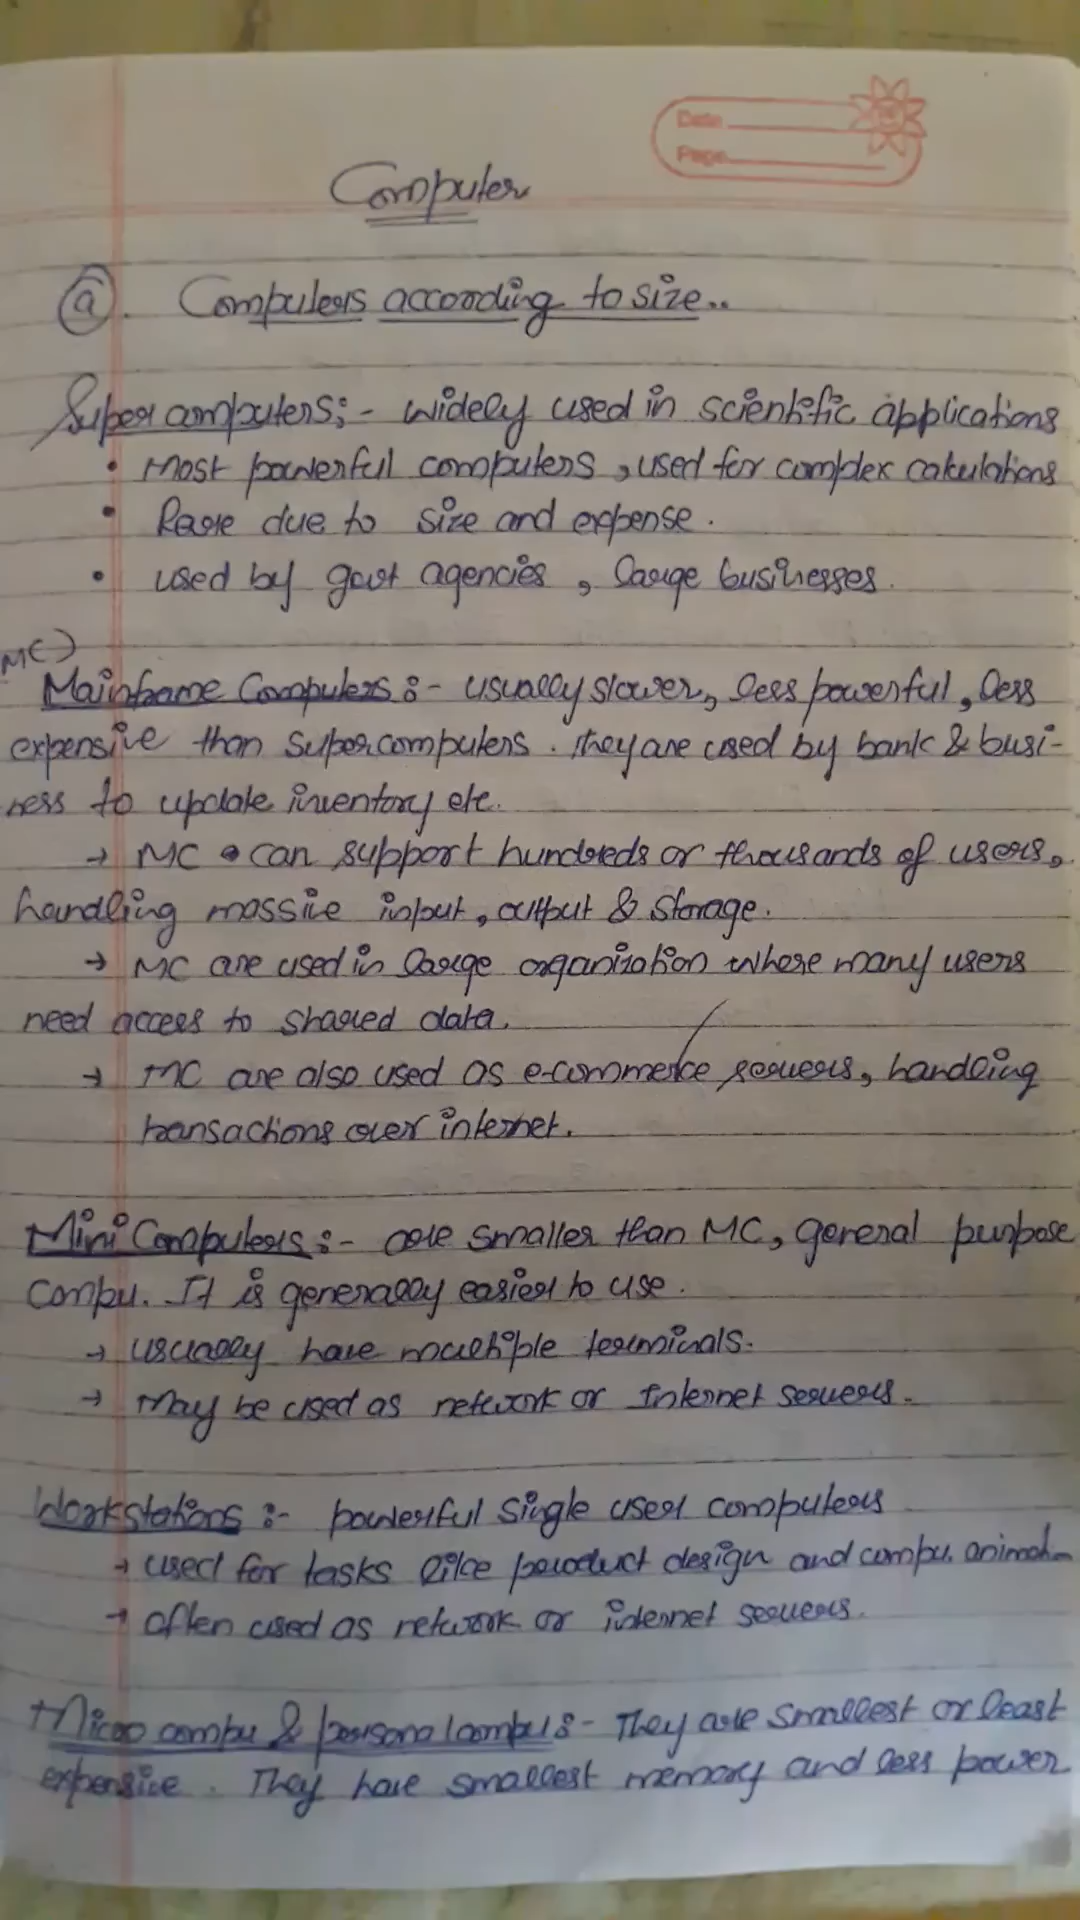 Date
Page
Computer
(a). Computers according to size..
Supercomputers:- widely used in scientific applications
• Most powerful computers, used for complex calculations
• Rare due to size and expense.
• used by govt agencies, large businesses.
MC)
Mainframe Computers:- usually slower, less powerful, less
expensive than supercomputers. They are used by bank & busi-
ness to update inventory etc.
→ MC • can support hundreds or thousands of users,
handling massive input, output & storage.
→ MC are used in large organization where many users
need access to shared data.
→ MC are also used as e-commerce servers, handling
transactions over internet.
Mini Computers:- are smaller than MC, general purpose
compu. It is generally easier to use.
→ usually have multiple terminals.
→ May be used as network or Internet servers.
Workstations:- powerful single user computers
→ used for tasks like product design and compu. animation
→ often used as network or internet servers.
Micro compu & personal compu:- They are smallest or least
expensive. They have smallest memory and less power